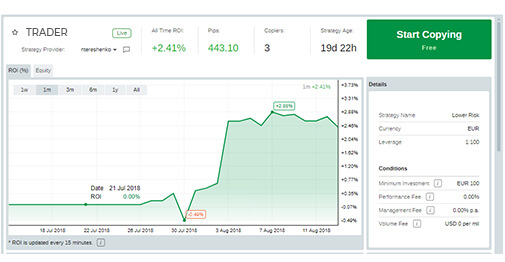 TRADER
Live
Strategy Provider: ntereshenko
All Time ROI:
+2.41%
Pips:
443.10
Copiers:
3
Strategy Age:
19d 22h
Start Copying
Free
ROI (%) Equity
1w 1m 3m 6m 1y All
1m +2.41%
+3.73%
+3.31%
+2.88%
+2.46%
+2.04%
+1.62%
+1.20%
+0.77%
+0.35%
-0.07%
-0.49%
+2.88%
Date 21 Jul 2018
ROI 0.00%
-0.49%
18 Jul 2018 22 Jul 2018 26 Jul 2018 30 Jul 2018 3 Aug 2018 7 Aug 2018 11 Aug 2018
* ROI is updated every 15 minutes. i
Details
Strategy Name Lower Risk
Currency EUR
Leverage 1:100
Conditions
Minimum Investment i EUR 100
Performance Fee i 0.00%
Management Fee i 0.00% p.a.
Volume Fee i USD 0 per mil